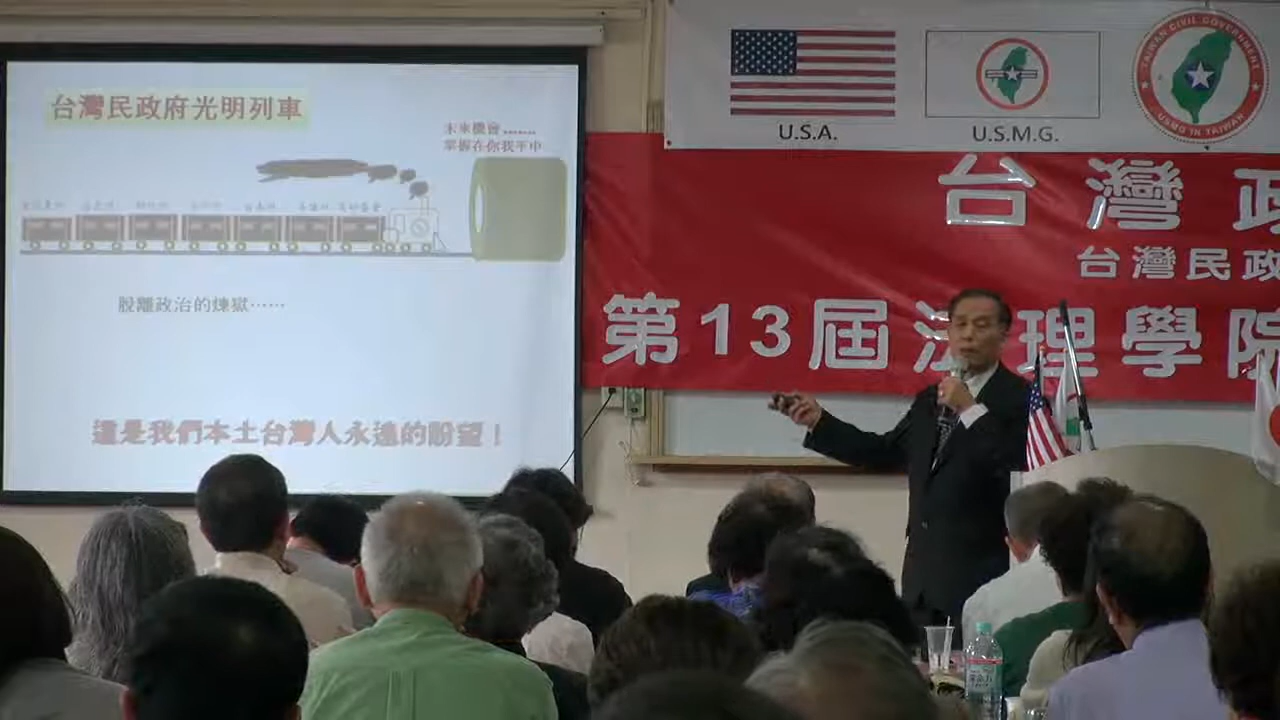 台灣民政府光明列車
未來機會……
掌握在你我手中
脫離政治的煉獄……
這是我們本土台灣人永遠的盼望！
U.S.A.
U.S.M.G.
TAIWAN CIVIL GOVERNMENT
USMG IN TAIWAN
台灣政
台灣民政
第13屆法理學院